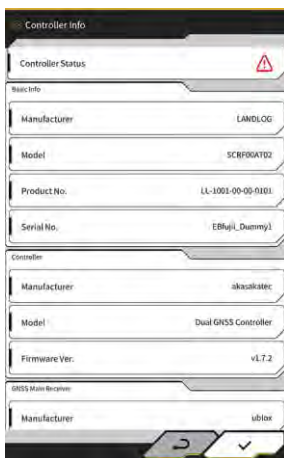 Controller Info
Controller Status
Basic Info
Manufacturer LANDLOG
Model SCRF00AT02
Product No. LL-1001-00-00-0101
Serial No. EBfujii_Dummy1
Controller
Manufacturer akasakatec
Model Dual GNSS Controller
Firmware Ver. v1.7.2
GNSS Main Receiver
Manufacturer ublox